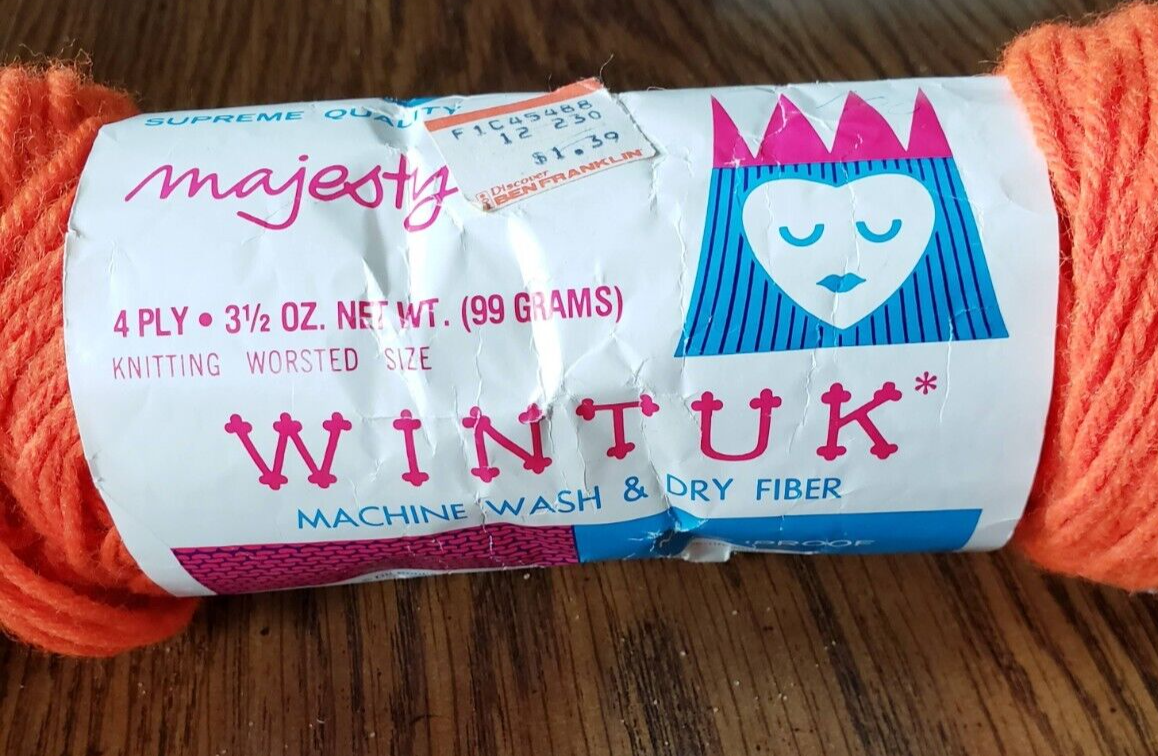 SUPREME QUALITY
majesty
F1C45488
12 230
$1.39
Discover
BEN FRANKLIN
4 PLY • 3½ OZ. NET WT. (99 GRAMS)
KNITTING WORSTED SIZE
WINTUK*
MACHINE WASH & DRY FIBER